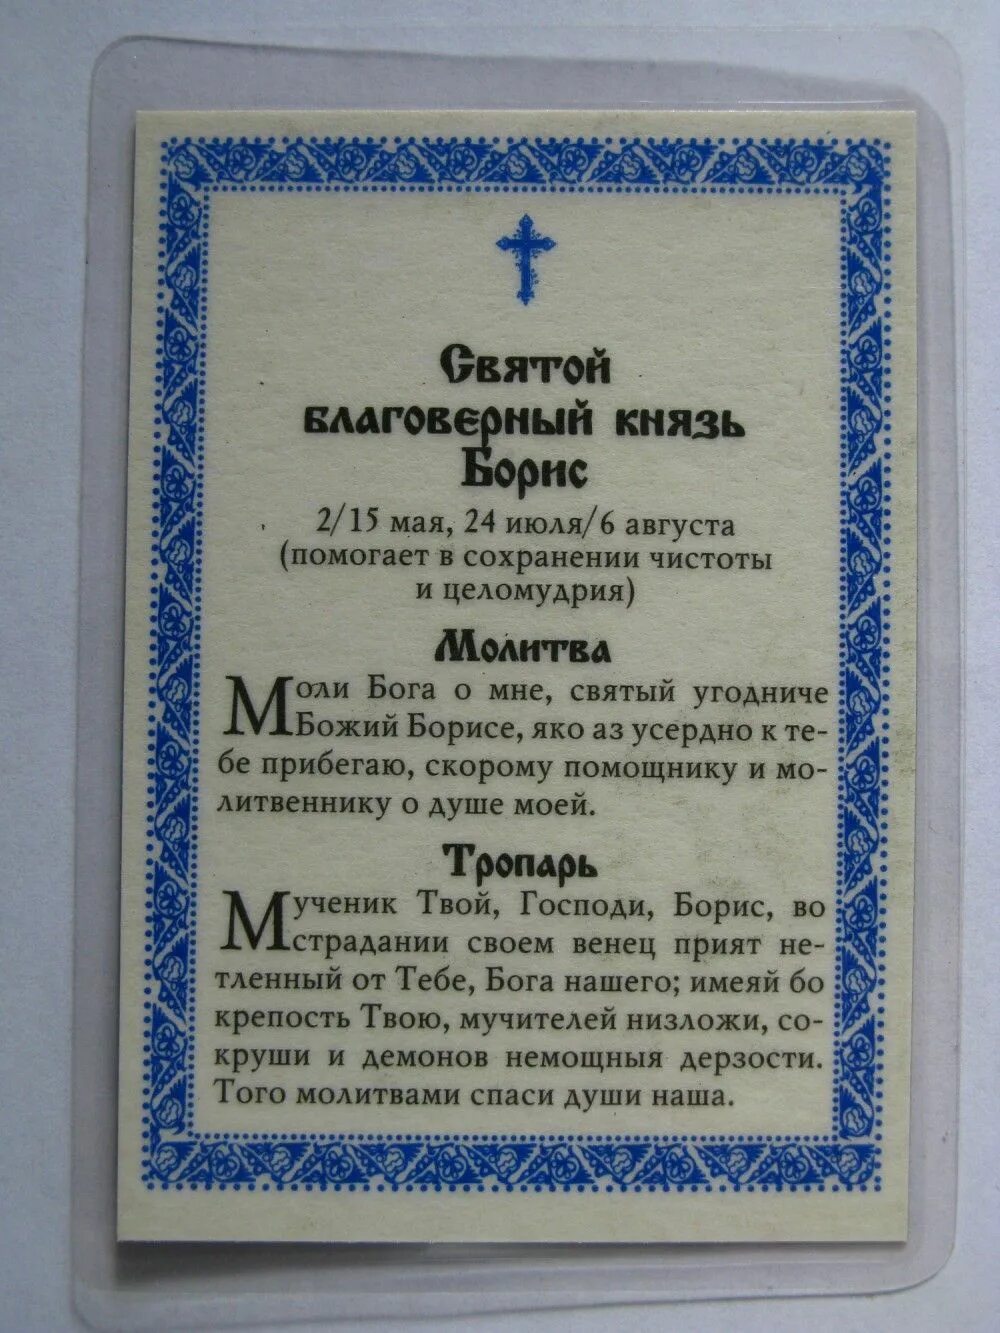 Святой
благоверный князь
Борис
2/15 мая, 24 июля/6 августа
(помогает в сохранении чистоты
и целомудрия)
Молитва
Моли Бога о мне, святый угодниче
Божий Борисе, яко аз усердно к те-
бе прибегаю, скорому помощнику и мо-
литвеннику о душе моей.
Тропарь
Мученик Твой, Господи, Борис, во
страдании своем венец прият не-
тленный от Тебе, Бога нашего; имеяй бо
крепость Твою, мучителей низложи, со-
круши и демонов немощныя дерзости.
Того молитвами спаси души наша.